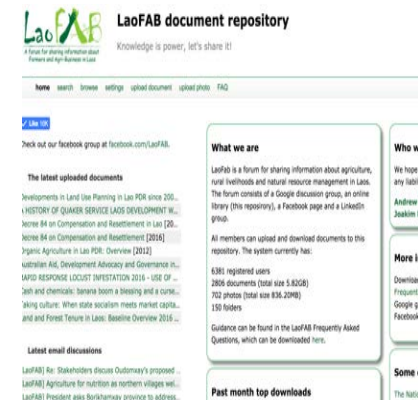 LaoFAB
A forum for sharing information about
Farmers and Agri-Business in Laos
LaoFAB document repository
Knowledge is power, let's share it!
home search browse settings upload document upload photo FAQ
Like 10K
Check out our facebook group at facebook.com/LaoFAB.
The latest uploaded documents
Developments in Land Use Planning in Lao PDR since 200...
A HISTORY OF QUAKER SERVICE LAOS DEVELOPMENT W...
Decree 84 on Compensation and Resettlement in Lao [20...
Decree 84 on Compensation and Resettlement [2016]
Organic Agriculture in Lao PDR: Overview [2012]
Australian Aid, Development Advocacy and Governance in...
RAPID RESPONSE LOCUST INFESTATION 2016 - USE OF ...
Cash and chemicals: banana boom a blessing and a curse...
Taking culture: When state socialism meets market capita...
Land and Forest Tenure in Laos: Baseline Overview 2016 ...
Latest email discussions
[LaoFAB] Re: Stakeholders discuss Oudomxay's proposed ..
[LaoFAB] Agriculture for nutrition as northern villages wel...
[LaoFAB] President asks Borikhamxay province to address..
What we are
LaoFab is a forum for sharing information about agriculture,
rural livelihoods and natural resource management in Laos.
The forum consists of a Google discussion group, an online
library (this reposirory), a Facebook page and a LinkedIn
group.
All members can upload and download documents to this
repository. The system currently has:
6381 registered users
2806 documents (total size 5.82GB)
702 photos (total size 836.20MB)
150 folders
Guidance can be found in the LaoFAB Frequently Asked
Questions, which can be downloaded here.
Past month top downloads
Who w
We hope
any liabil
Andrew
Joakim
More i
Downloa
Frequent
Google g
Facebook
Some o
The Natio